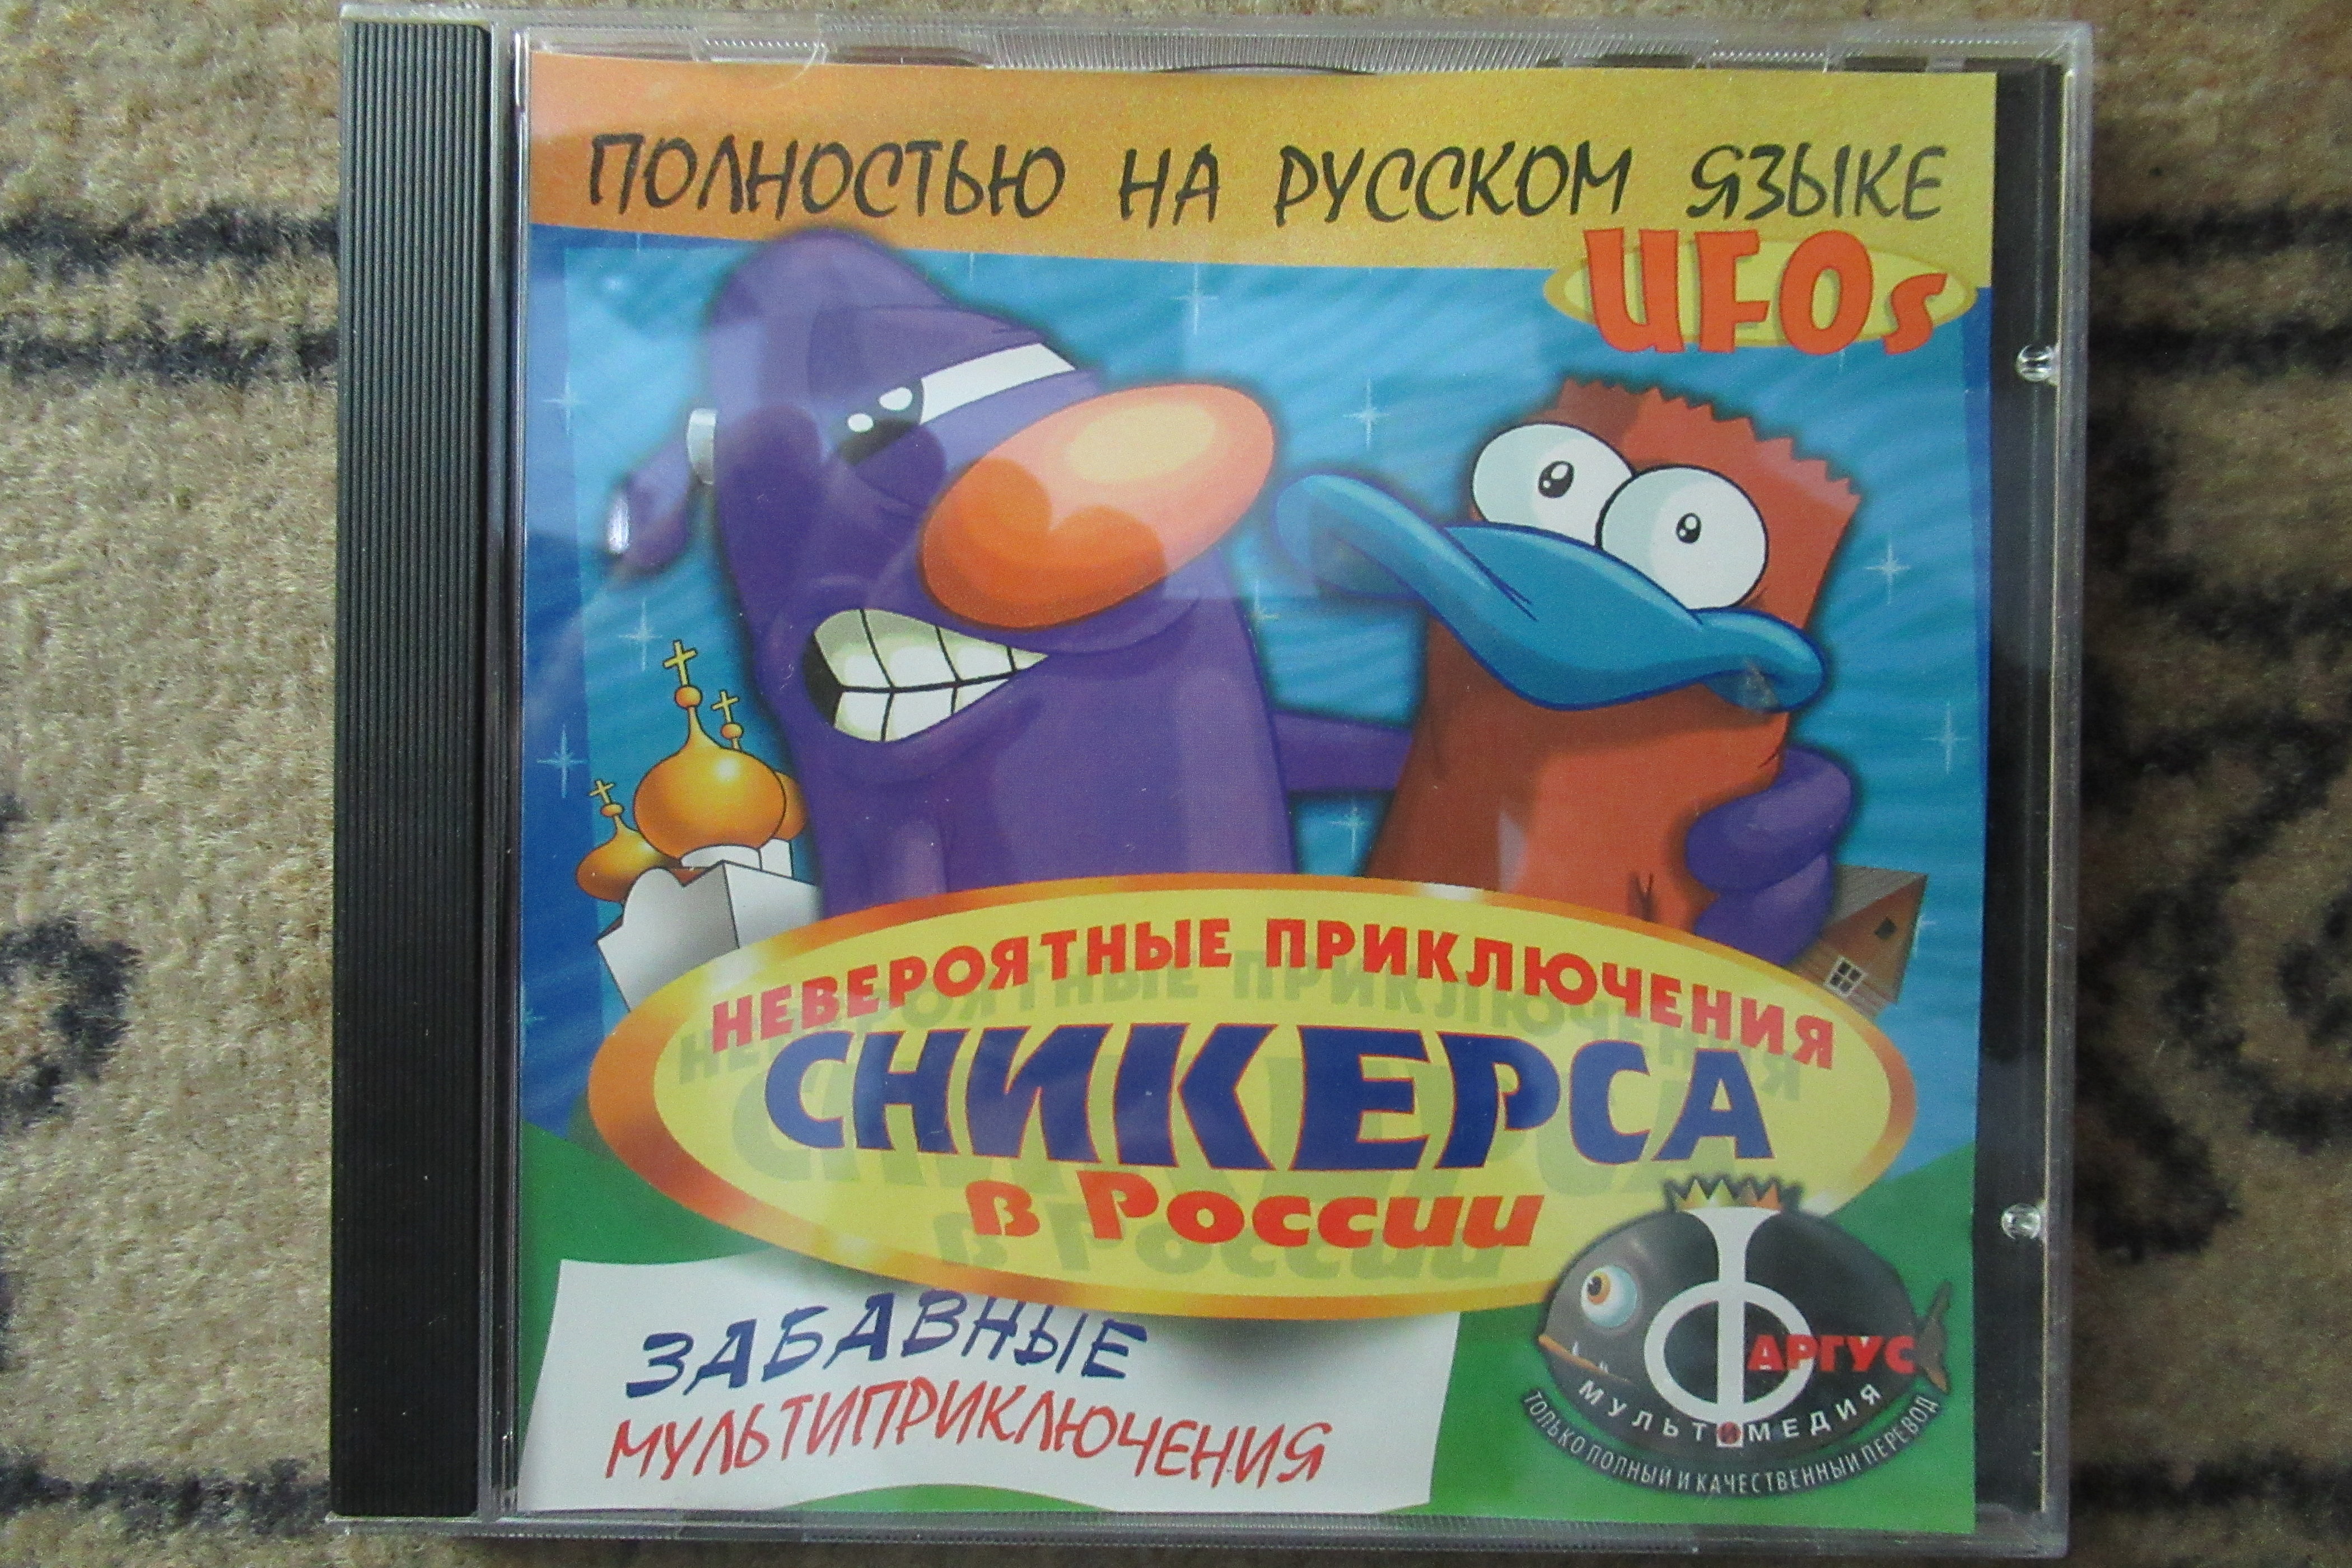 ПОЛНОСТЬЮ НА РУССКОМ ЯЗЫКЕ
UFOs
НЕВЕРОЯТНЫЕ ПРИКЛЮЧЕНИЯ
СНИКЕРСА
в России
ЗАБАВНЫЕ
МУЛЬТИПРИКЛЮЧЕНИЯ
ФАРГУС
МУЛЬТИМЕДИЯ
ТОЛЬКО ПОЛНЫЙ И КАЧЕСТВЕННЫЙ ПЕРЕВОД